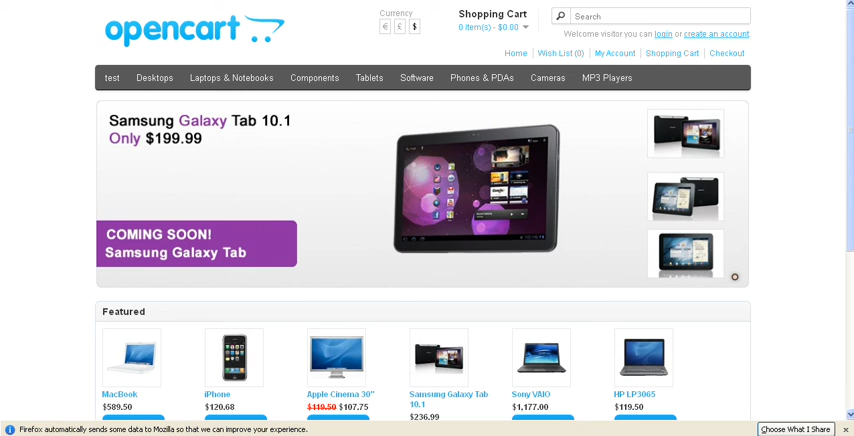 opencart
Currency
€ £ $
Shopping Cart
0 item(s) - $0.00
Search
Welcome visitor you can login or create an account.
Home Wish List (0) My Account Shopping Cart Checkout
test Desktops Laptops & Notebooks Components Tablets Software Phones & PDAs Cameras MP3 Players
Samsung Galaxy Tab 10.1
Only $199.99
COMING SOON!
Samsung Galaxy Tab
Featured
MacBook
$589.50
iPhone
$120.68
Apple Cinema 30"
$119.50 $107.75
Samsung Galaxy Tab
10.1
$236.99
Sony VAIO
$1,177.00
HP LP3065
$119.50
Firefox automatically sends some data to Mozilla so that we can improve your experience.
Choose What I Share